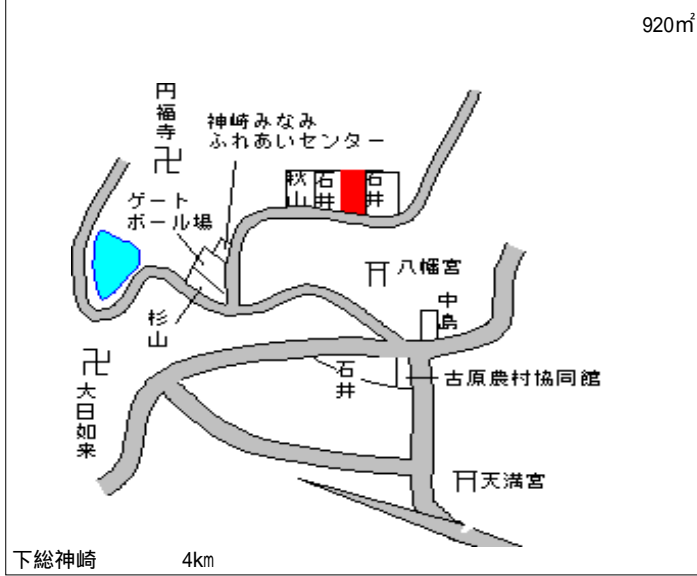 920㎡
円福寺
神崎みなみ
ふれあいセンター
ゲート
ボール場
秋山
石井
石井
八幡宮
中島
杉山
石井
古原農村協同館
大日如来
天満宮
下総神崎 4km